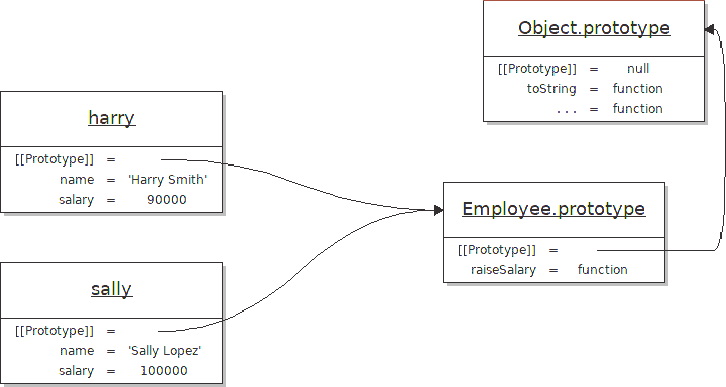 Object.prototype
[[Prototype]] = null
toString = function
... = function
harry
[[Prototype]] =
name = 'Harry Smith'
salary = 90000
Employee.prototype
[[Prototype]] =
raiseSalary = function
sally
[[Prototype]] =
name = 'Sally Lopez'
salary = 100000